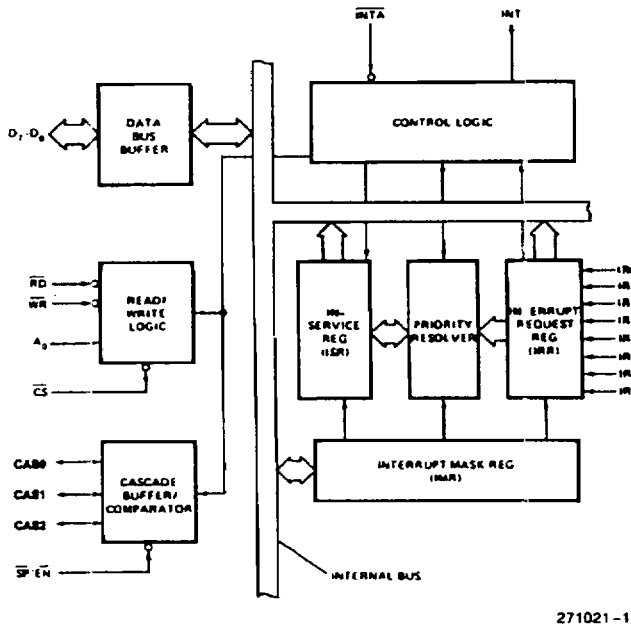 INTA
INT
DATA
BUS
BUFFER
D7-D0
CONTROL LOGIC
RD
WR
A0
READ/
WRITE
LOGIC
CS
IN-
SERVICE
REG
(ISR)
PRIORITY
RESOLVER
INTERRUPT
REQUEST
REG
(IRR)
IR
IR
IR
IR
IR
IR
IR
IR
CAS0
CAS1
CAS2
CASCADE
BUFFER/
COMPARATOR
INTERRUPT MASK REG
(IMR)
SP/EN
INTERNAL BUS
271021-1